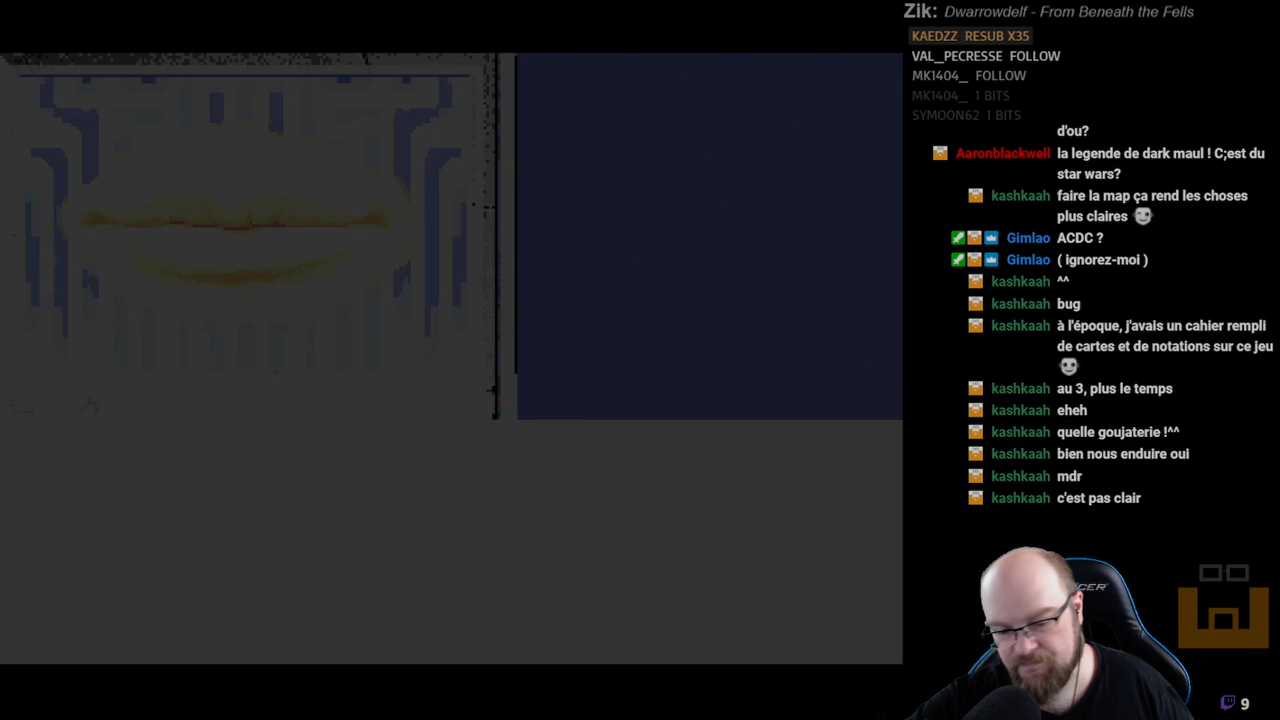 Zik: Dwarrowdelf - From Beneath the Fells
KAEDZZ RESUB X35
VAL_PECRESSE FOLLOW
MK1404_ FOLLOW
MK1404_ 1 BITS
SYMOON62 1 BITS
d'ou?
Aaronblackwell la legende de dark maul ! C;est du
star wars?
kashkaah faire la map ça rend les choses
plus claires
Gimlao ACDC ?
Gimlao ( ignorez-moi )
kashkaah ^^
kashkaah bug
kashkaah à l'époque, j'avais un cahier rempli
de cartes et de notations sur ce jeu
kashkaah au 3, plus le temps
kashkaah eheh
kashkaah quelle goujaterie !^^
kashkaah bien nous enduire oui
kashkaah mdr
kashkaah c'est pas clair
9